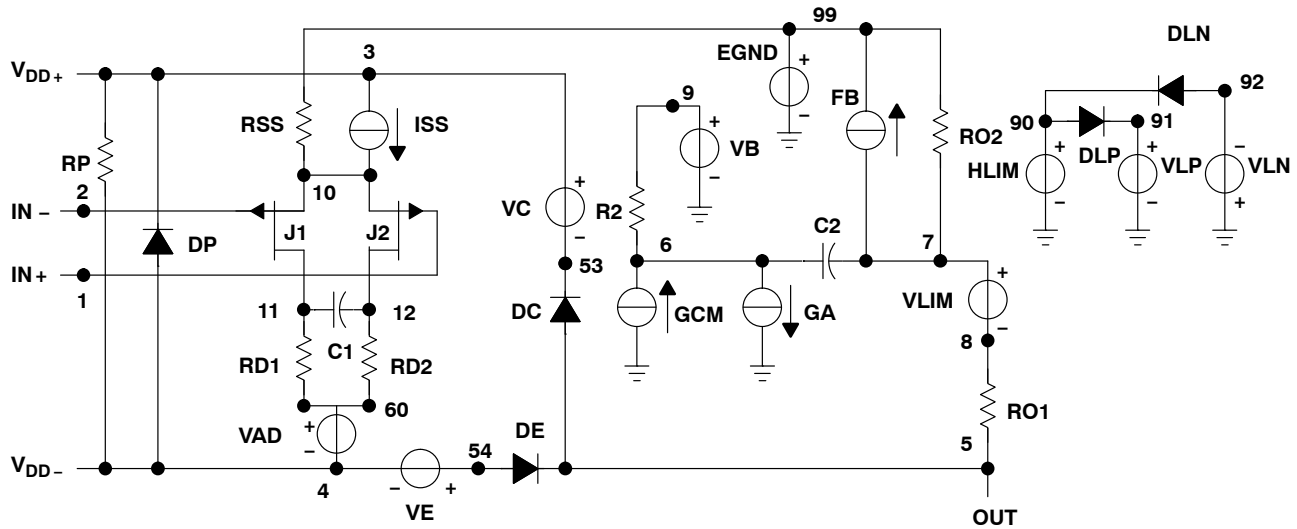 99
DLN
3
EGND
+
VDD+
92
9
FB
+
RSS
ISS
90
91
RO2
VB
DLP
RP
−
HLIM
+
−
+
VLP
−
VLN
2
10
−
−
+
IN −
+
VC
R2
C2
J1
J2
−
DP
6
7
IN +
53
+
1
GCM
GA
VLIM
11
12
DC
−
C1
8
RD1
RD2
60
RO1
VAD
+
DE
−
54
5
VDD−
4
−
+
VE
OUT